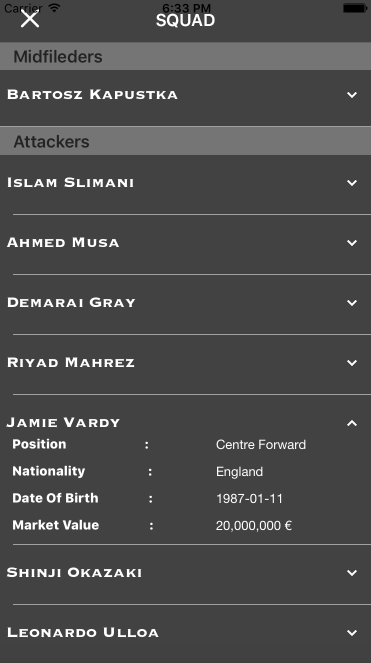 Carrier 6:33 PM
SQUAD
Midfileders
BARTOSZ KAPUSTKA
Attackers
ISLAM SLIMANI
AHMED MUSA
DEMARAI GRAY
RIYAD MAHREZ
JAMIE VARDY
Position : Centre Forward
Nationality : England
Date Of Birth : 1987-01-11
Market Value : 20,000,000 €
SHINJI OKAZAKI
LEONARDO ULLOA